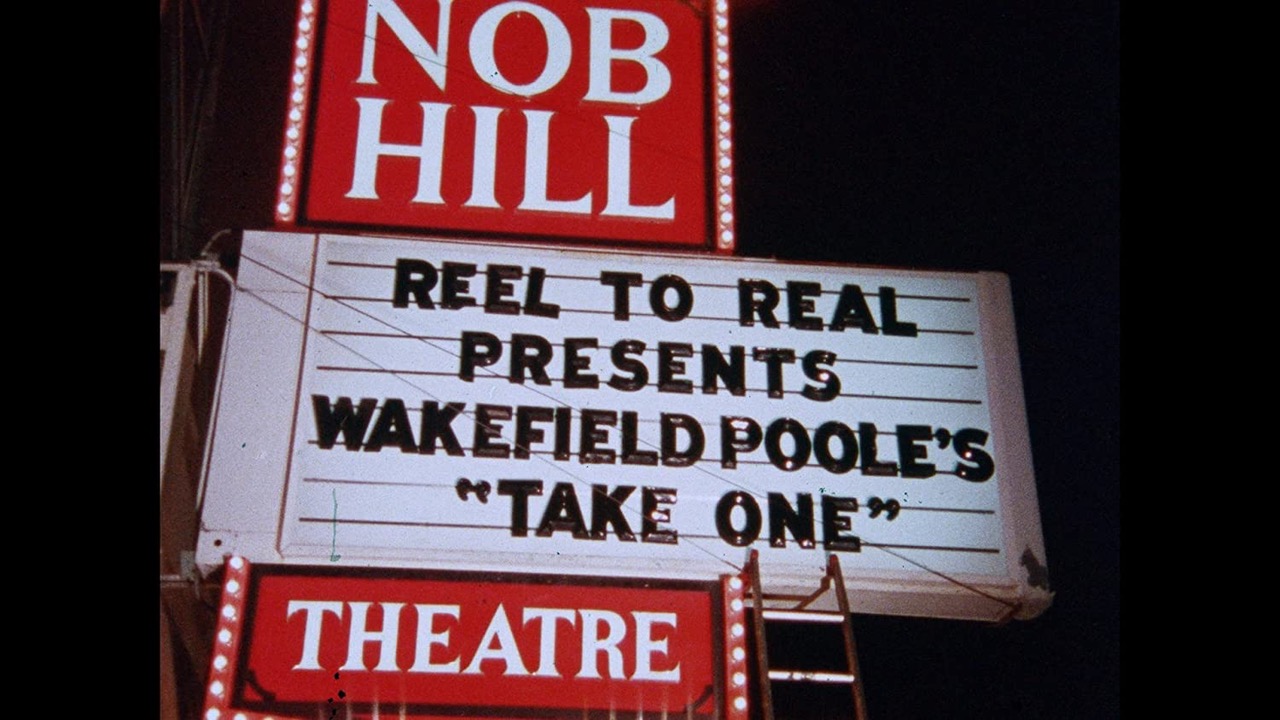 NOB
HILL
REEL TO REAL
PRESENTS
WAKEFIELD POOLE'S
“TAKE ONE”
THEATRE